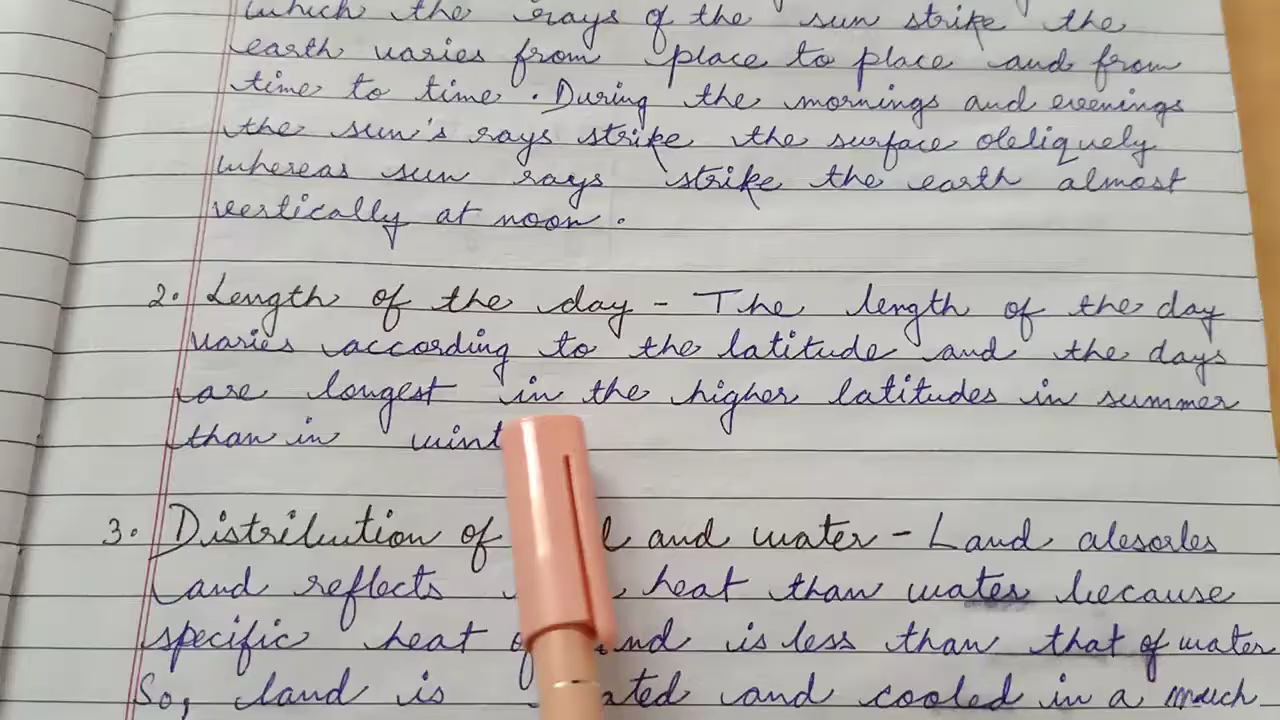 which the rays of the sun strike the
earth varies from place to place and from
time to time. During the mornings and evenings
the sun's rays strike the surface obliquely
whereas sun rays strike the earth almost
vertically at noon.
2. Length of the day - The length of the day
varies according to the latitude and the days
are longest in the higher latitudes in summer
than in wint
3. Distribution of and water - Land absorbs
and reflects heat than water because
specific heat is less than that of water
So, land is and cooled in a much